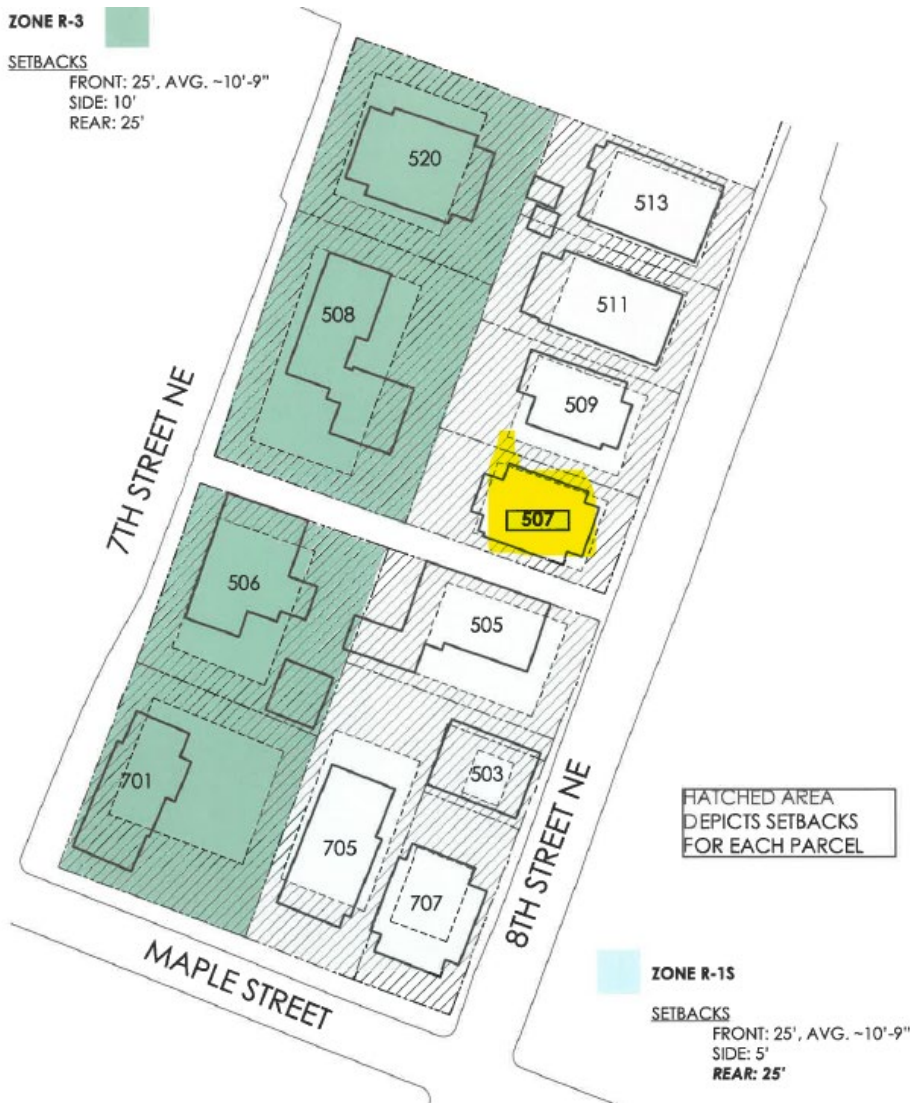 ZONE R-3
SETBACKS
FRONT: 25', AVG. ~10'-9"
SIDE: 10'
REAR: 25'
520
513
508
511
509
507
7TH STREET NE
506
505
503
701
705
707
8TH STREET NE
MAPLE STREET
HATCHED AREA
DEPICTS SETBACKS
FOR EACH PARCEL
ZONE R-1S
SETBACKS
FRONT: 25', AVG. ~10'-9"
SIDE: 5'
REAR: 25'